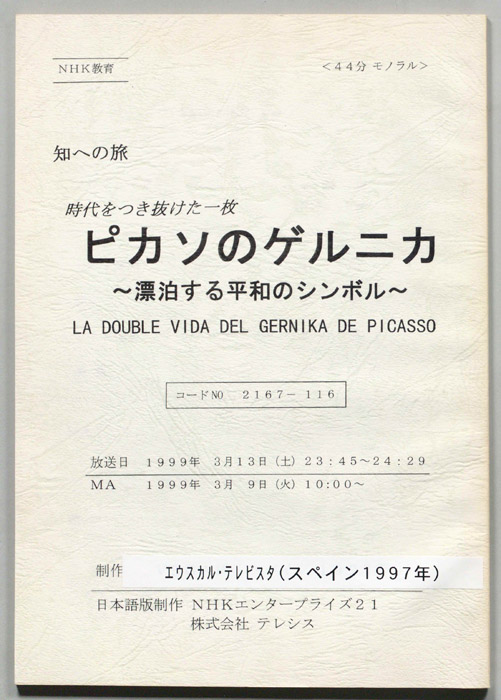 NHK教育
＜４４分 モノラル＞
知への旅
時代をつき抜けた一枚
ピカソのゲルニカ
～漂泊する平和のシンボル～
LA DOUBLE VIDA DEL GERNIKA DE PICASSO
コードNO ２１６７－１１６
放送日 １９９９年 ３月１３日（土）２３：４５～２４：２９
MA １９９９年 ３月 ９日（火）１０:００～
制作 エウスカル・テレビスタ(スペイン1997年)
日本語版制作 NHKエンタープライズ２１
株式会社 テレシス